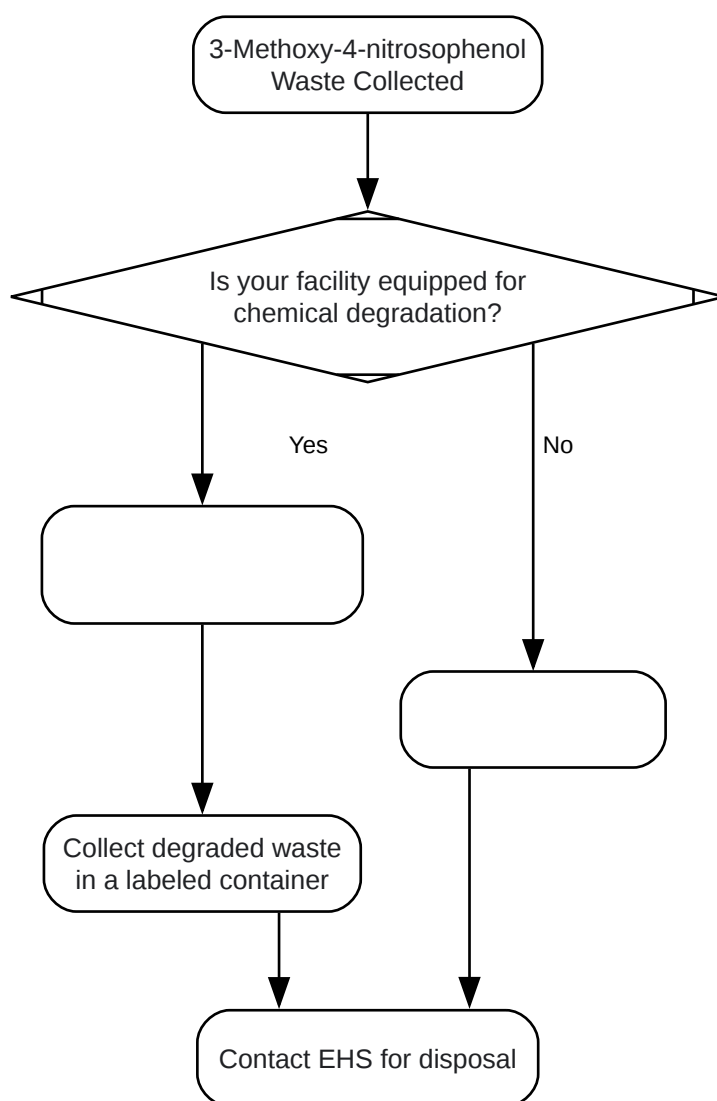 3-Methoxy-4-nitrosophenol
Waste Collected
Is your facility equipped for
chemical degradation?
Yes
No
Collect degraded waste
in a labeled container
Contact EHS for disposal